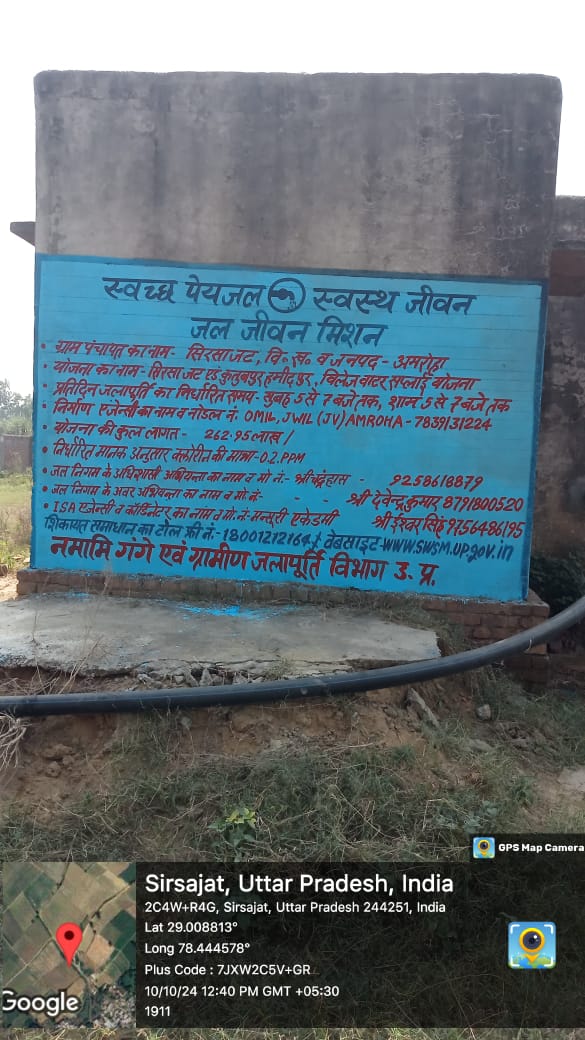 स्वच्छ पेयजल स्वस्थ जीवन
जल जीवन मिशन
• ग्राम पंचायत का नाम- सिरसाजट, वि.ख. व जनपद- अमरोहा
• योजना का नाम- सिरसा जट एवं कुतुबपुर हमीदपुर, विलेज वाटर सप्लाई योजना
• प्रतिदिन जलापूर्ति का निर्धारित समय- सुबह 5 से 7 बजे तक, शाम 5 से 7 बजे तक
• निर्माण एजेन्सी का नाम व नोडल नं. OMIL, JWIL (JV) AMROHA - 7839131224
• योजना की कुल लागत- 262.95 लाख/
• निर्धारित मानक अनुसार क्लोरीन की मात्रा- 0.2 PPM
• जल निगम के अधिशासी अभियन्ता का नाम व मो नं:- श्री चंद्रहास - 9258618879
• जल निगम के अवर अभियन्ता का नाम व मो. नं:- - - श्री देवेन्द्र कुमार 8791800520
• ISA एजेन्सी व कोर्डिनेटर का नाम व मो. नं:- मन्सूरी एकेडमी श्री ईश्वर सिंह 9756486195
शिकायत समाधान का टोल फ्री नं:- 18001212164 / वेबसाइट- www.swsm.up.gov.in
नमामि गंगे एवं ग्रामीण जलापूर्ति विभाग उ. प्र.
GPS Map Camera
Sirsajat, Uttar Pradesh, India
2C4W+R4G, Sirsajat, Uttar Pradesh 244251, India
Lat 29.008813°
Long 78.444578°
Plus Code : 7JXW2C5V+GR
10/10/24 12:40 PM GMT +05:30
1911
Google